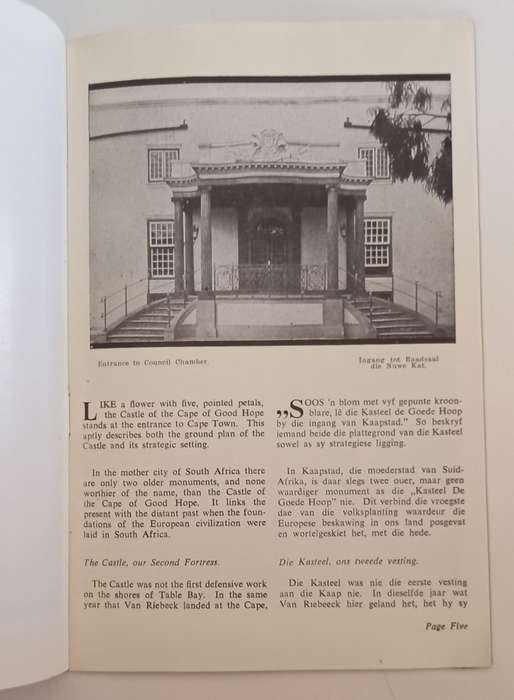 Entrance to Council Chamber.
Ingang tot Raadsaal
die Nuwe Kat.
LIKE a flower with five, pointed petals,
the Castle of the Cape of Good Hope
stands at the entrance to Cape Town. This
aptly describes both the ground plan of the
Castle and its strategic setting.
In the mother city of South Africa there
are only two older monuments, and none
worthier of the name, than the Castle of
the Cape of Good Hope. It links the
present with the distant past when the foun-
dations of the European civilization were
laid in South Africa.
The Castle, our Second Fortress.
The Castle was not the first defensive work
on the shores of Table Bay. In the same
year that Van Riebeck landed at the Cape,
„SOOS 'n blom met vyf gepunte kroon-
blare, lê die Kasteel de Goede Hoop
by die ingang van Kaapstad." So beskryf
iemand beide die plattegrond van die Kasteel
sowel as sy strategiese ligging.
In Kaapstad, die moederstad van Suid-
Afrika, is daar slegs twee ouer, maar geen
waardiger monument as die „Kasteel De
Goede Hoop" nie. Dit verbind die vroegste
dae van die volksplanting waardeur die
Europese beskawing in ons land posgevat
en wortelgeskiet het, met die hede.
Die Kasteel, ons tweede vesting.
Die Kasteel was nie die eerste vesting
aan die Kaap nie. In dieselfde jaar wat
Van Riebeeck hier geland het, het hy sy
Page Five